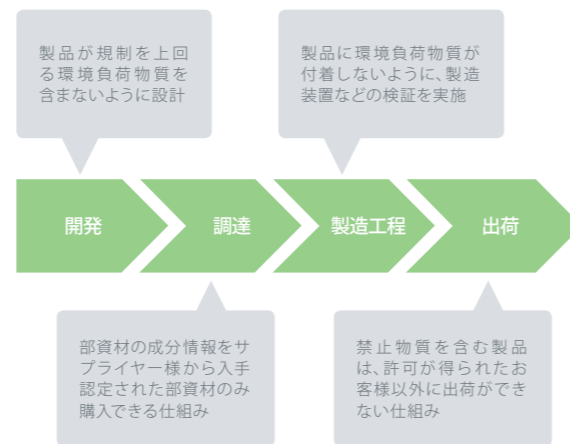 製品が規制を上回
る環境負荷物質を
含まないように設計
製品に環境負荷物質が
付着しないように、製造
装置などの検証を実施
開発
調達
製造工程
出荷
部資材の成分情報をサ
プライヤー様から入手
認定された部資材のみ
購入できる仕組み
禁止物質を含む製品
は、許可が得られたお
客様以外に出荷ができ
ない仕組み